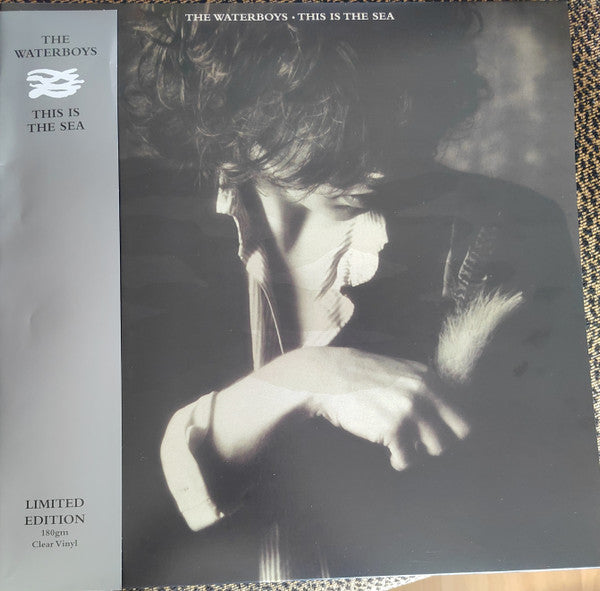 THE WATERBOYS • THIS IS THE SEA
THE
WATERBOYS
THIS IS
THE SEA
LIMITED
EDITION
180gm
Clear Vinyl